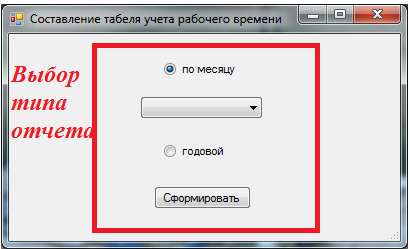 Составление табеля учета рабочего времени
Выбор
типа
отчета
по месяцу
годовой
Сформировать